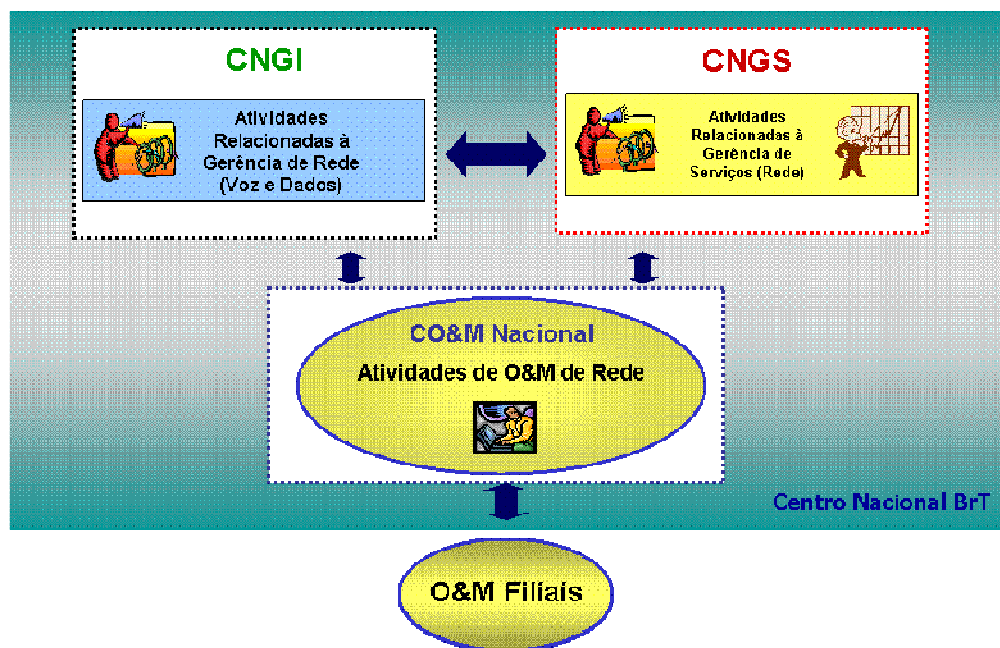 CNGI
Atividades
Relacionadas à
Gerência de Rede
(Voz e Dados)
CNGS
Atividades
Relacionadas à
Gerência de
Serviços (Rede)
CO&M Nacional
Atividades de O&M de Rede
Centro Nacional BrT
O&M Filiais